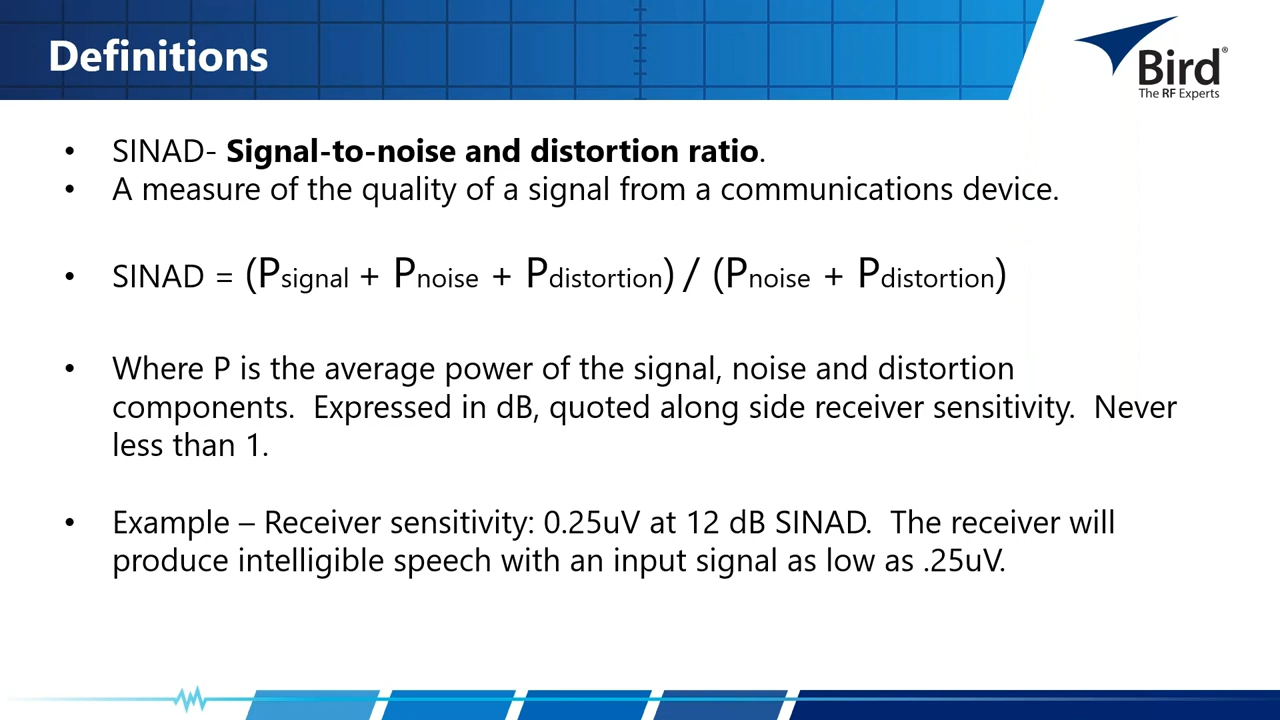 Definitions
Bird®
The RF Experts
• SINAD- Signal-to-noise and distortion ratio.
• A measure of the quality of a signal from a communications device.
• SINAD = (Psignal + Pnoise + Pdistortion) / (Pnoise + Pdistortion)
• Where P is the average power of the signal, noise and distortion
components.  Expressed in dB, quoted along side receiver sensitivity.  Never
less than 1.
• Example – Receiver sensitivity: 0.25uV at 12 dB SINAD.  The receiver will
produce intelligible speech with an input signal as low as .25uV.